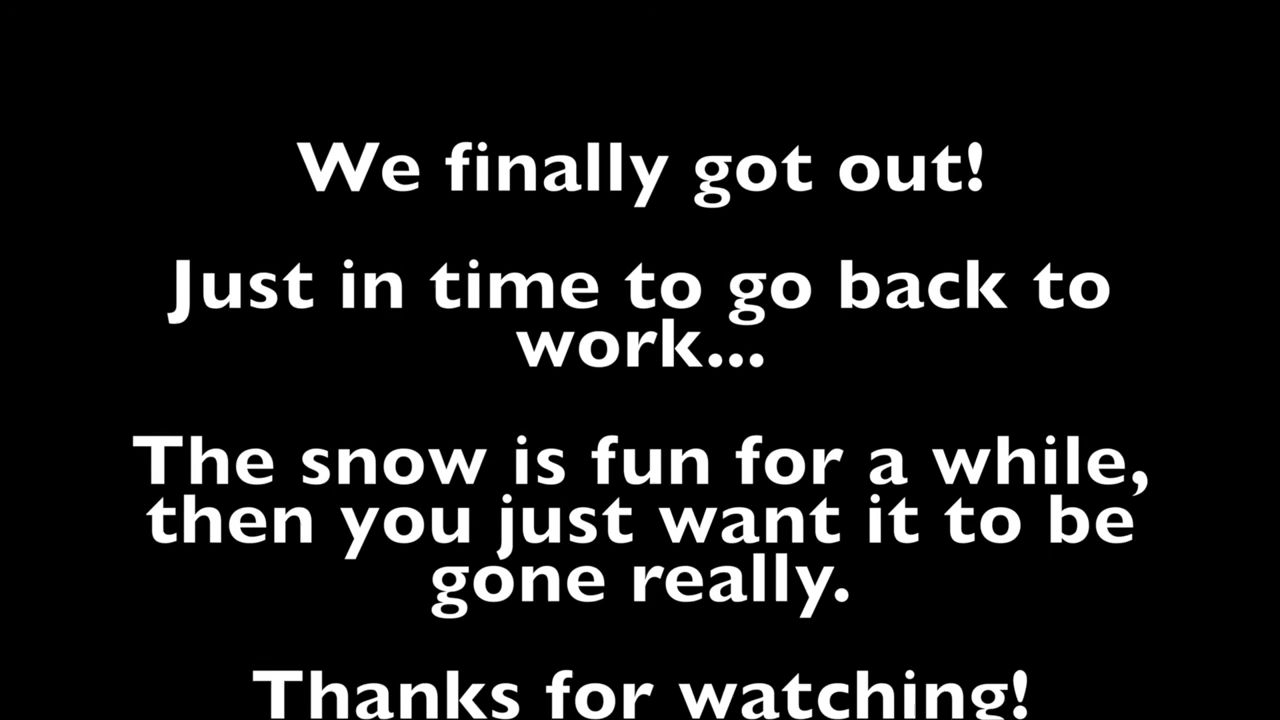 We finally got out!
Just in time to go back to
work...
The snow is fun for a while,
then you just want it to be
gone really.
Thanks for watching!